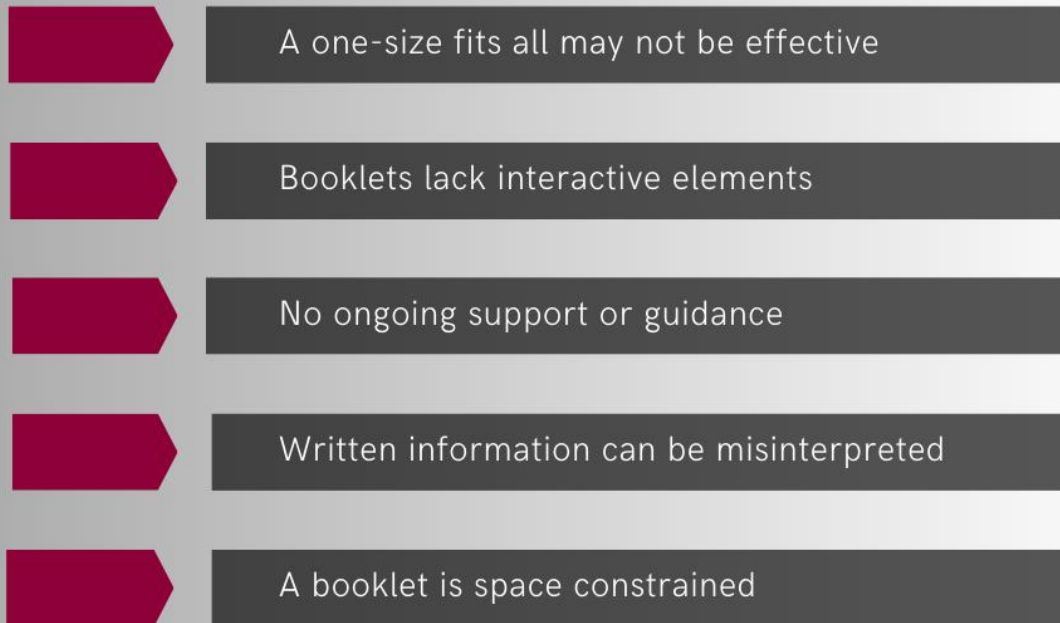 A one-size fits all may not be effective
Booklets lack interactive elements
No ongoing support or guidance
Written information can be misinterpreted
A booklet is space constrained